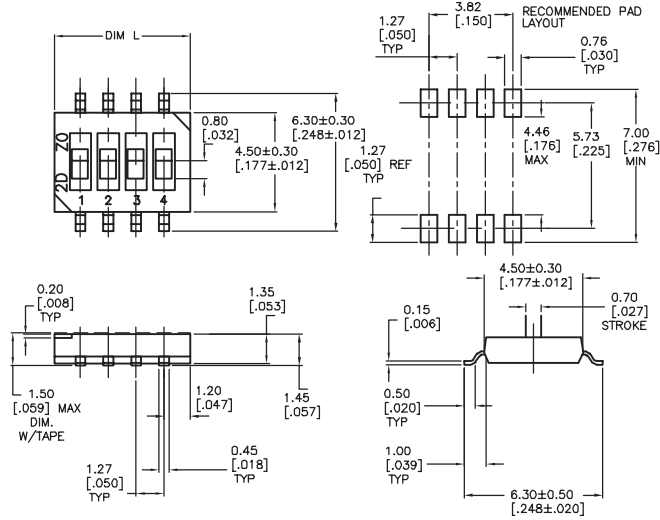 DIM L
0.80
[.032]
6.30±0.30
[.248±.012]
4.50±0.30
[.177±.012]
ZO
2D
1 2 3 4
3.82
[.150]
RECOMMENDED PAD
LAYOUT
1.27
[.050]
TYP
0.76
[.030]
TYP
4.46
[.176]
MAX
5.73
[.225]
7.00
[.276]
MIN
1.27
[.050] REF
TYP
0.20
[.008]
TYP
1.35
[.053]
1.50
[.059] MAX
DIM.
W/TAPE
1.20
[.047]
1.45
[.057]
0.45
[.018]
TYP
1.27
[.050]
TYP
4.50±0.30
[.177±.012]
0.70
[.027]
STROKE
0.15
[.006]
0.50
[.020]
TYP
1.00
[.039]
TYP
6.30±0.50
[.248±.020]